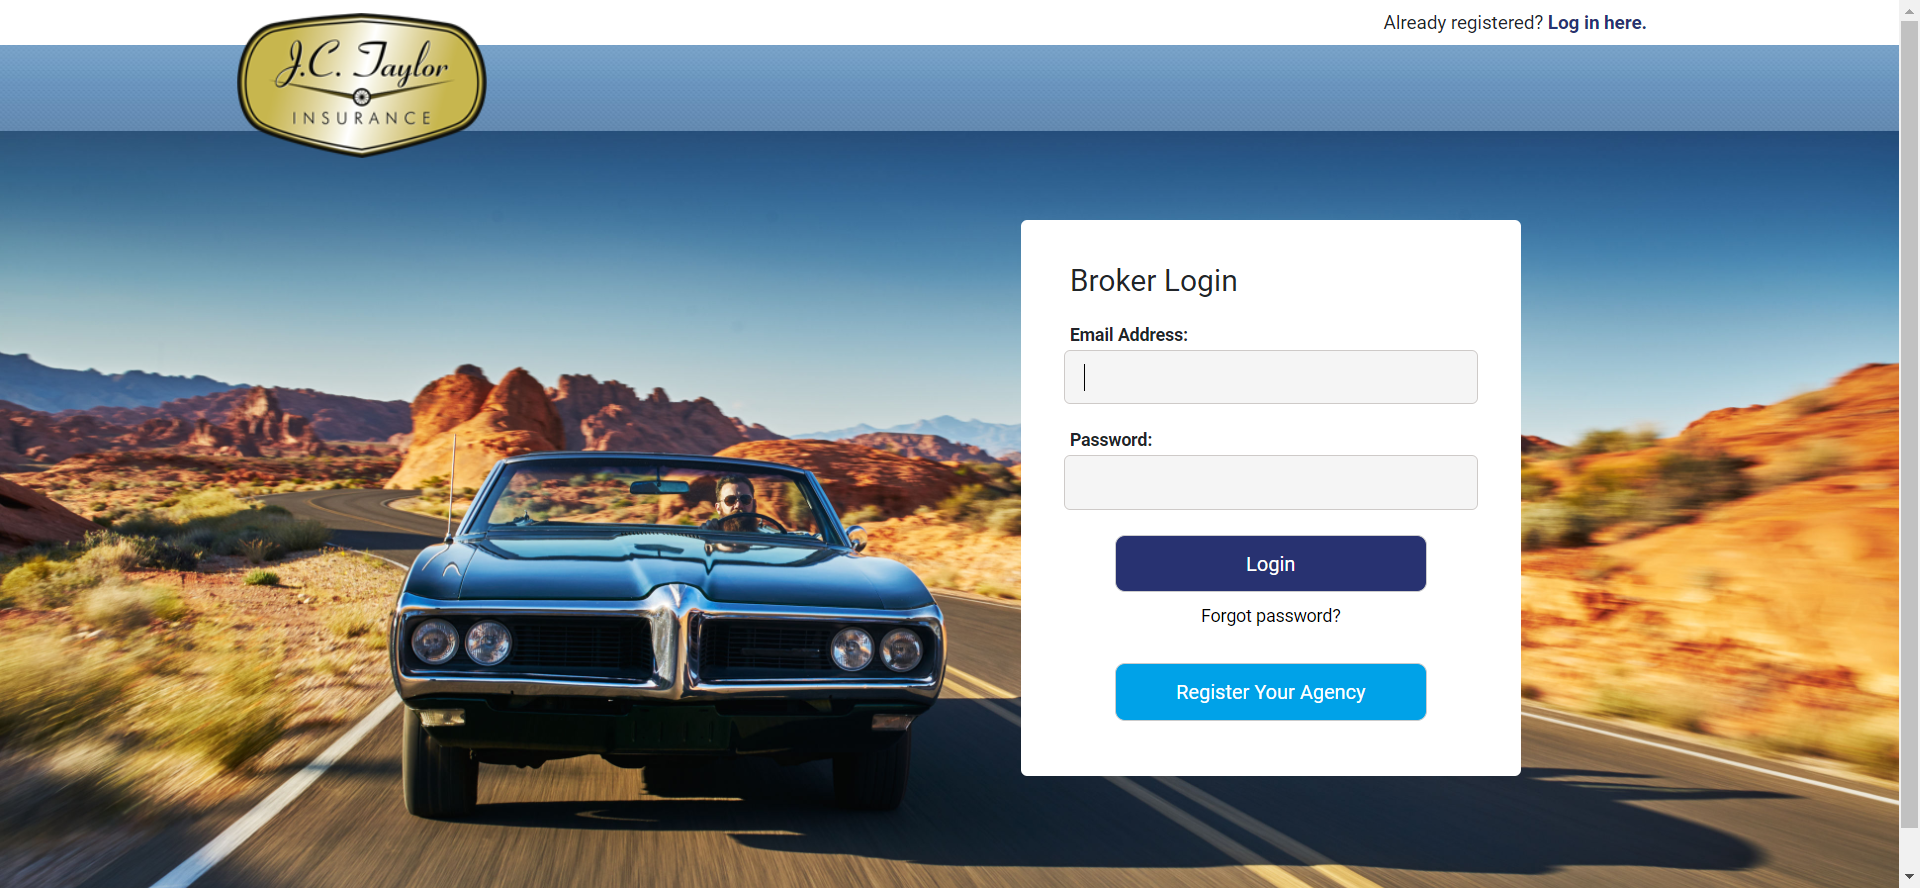 Already registered? Log in here.
J.C. Taylor
INSURANCE
Broker Login
Email Address:
Password:
Login
Forgot password?
Register Your Agency